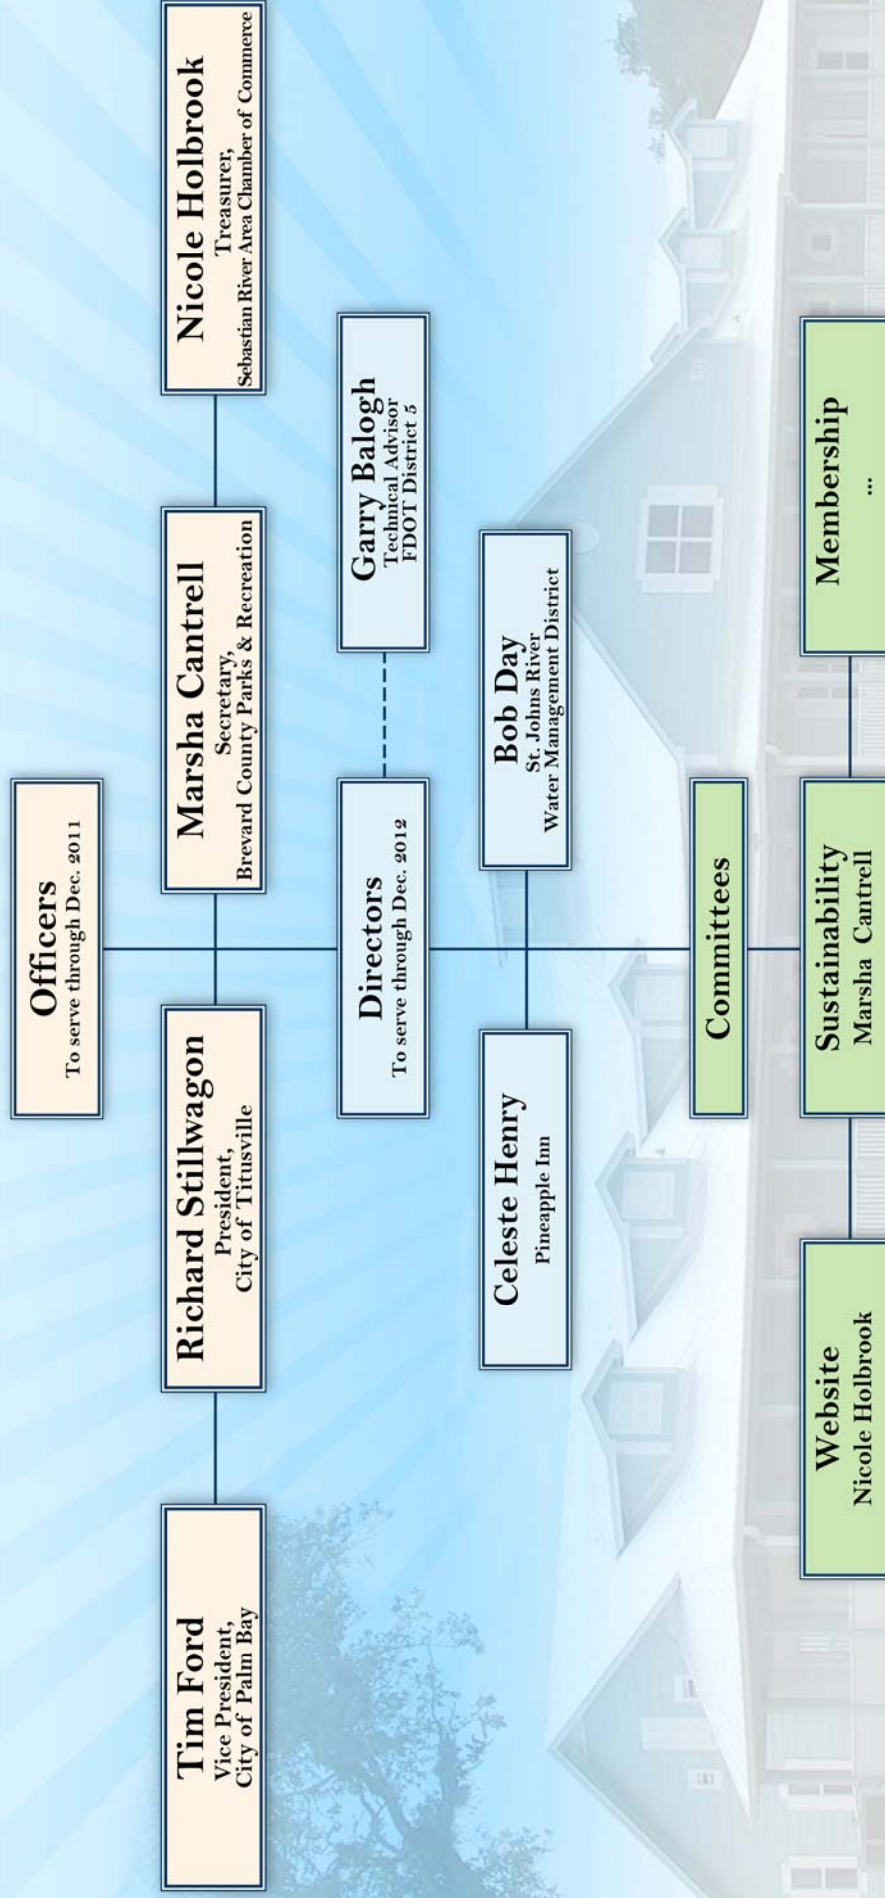 Officers
To serve through Dec. 2011
Tim Ford
Vice President,
City of Palm Bay
Richard Stillwagon
President,
City of Titusville
Marsha Cantrell
Secretary,
Brevard County Parks & Recreation
Nicole Holbrook
Treasurer,
Sebastian River Area Chamber of Commerce
Directors
To serve through Dec. 2012
Garry Balogh
Technical Advisor
FDOT District 5
Celeste Henry
Pineapple Inn
Bob Day
St. Johns River
Water Management District
Committees
Website
Nicole Holbrook
Sustainability
Marsha Cantrell
Membership
...